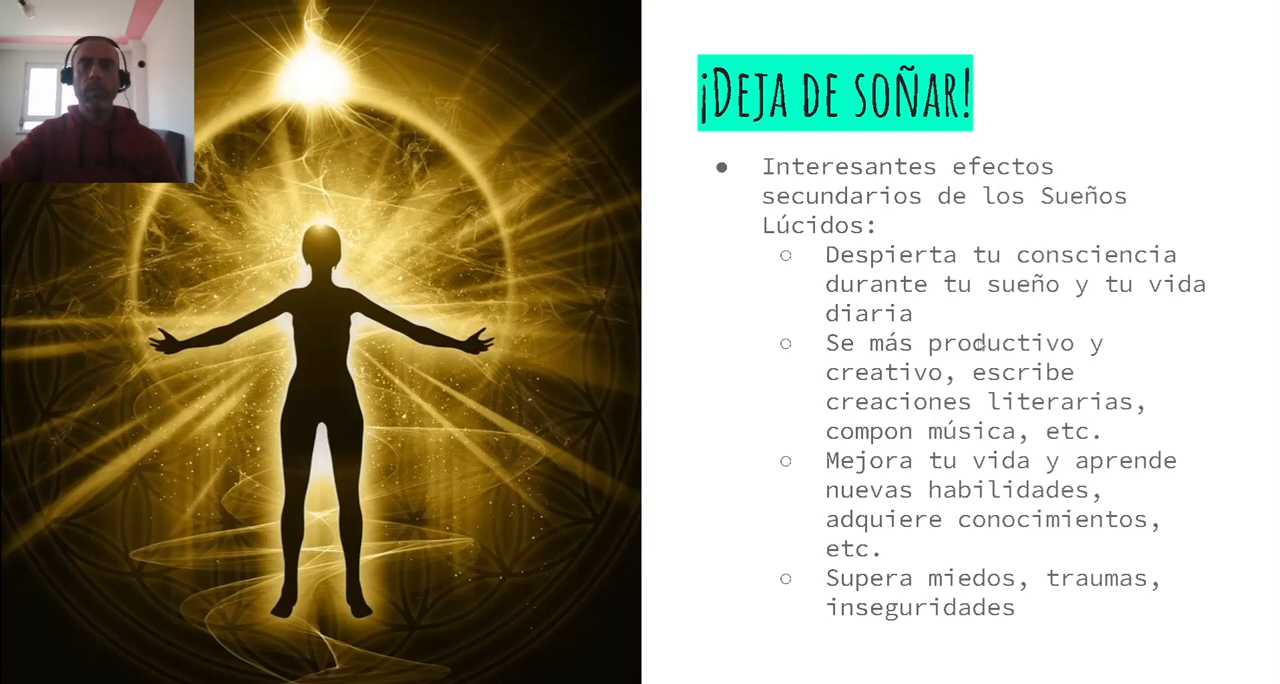 ¡Deja de soñar!
● Interesantes efectos
secundarios de los Sueños
Lúcidos:
○ Despierta tu consciencia
durante tu sueño y tu vida
diaria
○ Se más productivo y
creativo, escribe
creaciones literarias,
compon música, etc.
○ Mejora tu vida y aprende
nuevas habilidades,
adquiere conocimientos,
etc.
○ Supera miedos, traumas,
inseguridades